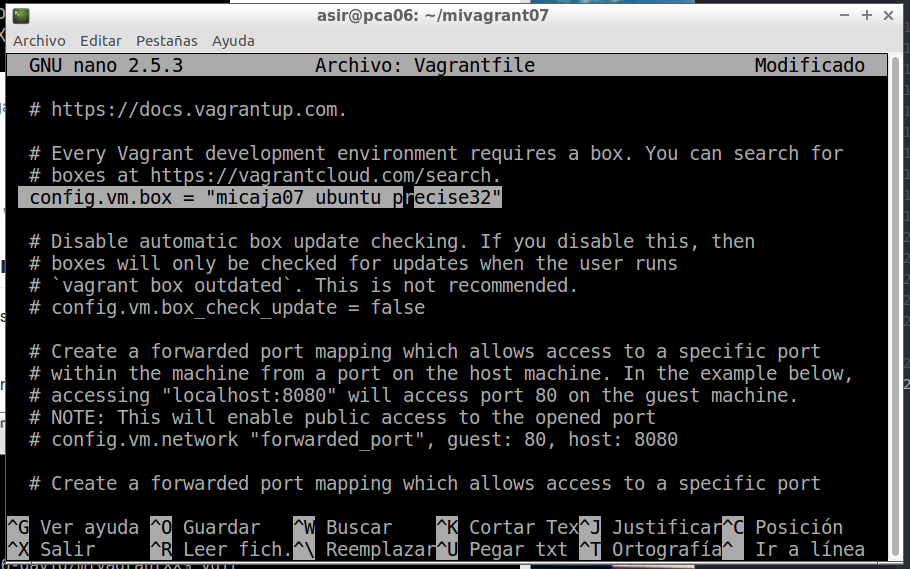 asir@pca06: ~/mivagrant07
Archivo Editar Pestañas Ayuda
GNU nano 2.5.3 Archivo: Vagrantfile Modificado
# https://docs.vagrantup.com.
# Every Vagrant development environment requires a box. You can search for
# boxes at https://vagrantcloud.com/search.
config.vm.box = "micaja07_ubuntu_precise32"
# Disable automatic box update checking. If you disable this, then
# boxes will only be checked for updates when the user runs
# `vagrant box outdated`. This is not recommended.
# config.vm.box_check_update = false
# Create a forwarded port mapping which allows access to a specific port
# within the machine from a port on the host machine. In the example below,
# accessing "localhost:8080" will access port 80 on the guest machine.
# NOTE: This will enable public access to the opened port
# config.vm.network "forwarded_port", guest: 80, host: 8080
# Create a forwarded port mapping which allows access to a specific port
^G Ver ayuda ^O Guardar ^W Buscar ^K Cortar Tex ^J Justificar ^C Posición
^X Salir ^R Leer fich. ^\ Reemplazar ^U Pegar txt ^T Ortografía ^_ Ir a línea